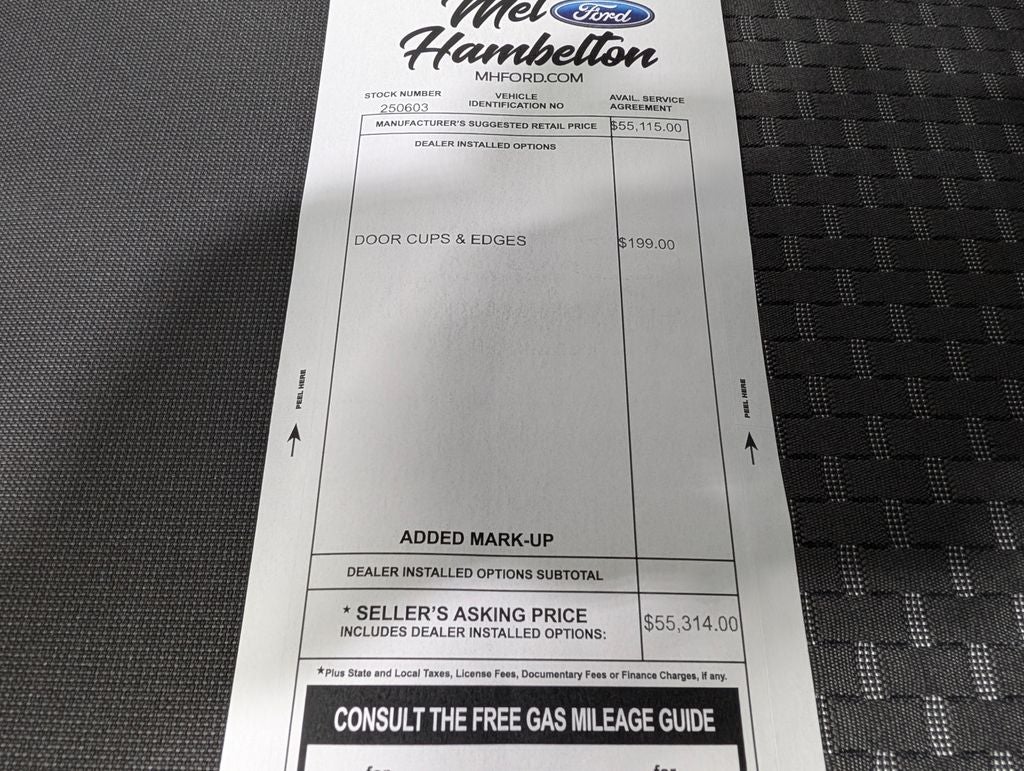 Mel Ford
Hambelton
MHFORD.COM
STOCK NUMBER
250603
VEHICLE
IDENTIFICATION NO
AVAIL. SERVICE
AGREEMENT
MANUFACTURER'S SUGGESTED RETAIL PRICE $55,115.00
DEALER INSTALLED OPTIONS
DOOR CUPS & EDGES $199.00
PEEL HERE
PEEL HERE
ADDED MARK-UP
DEALER INSTALLED OPTIONS SUBTOTAL
* SELLER'S ASKING PRICE
INCLUDES DEALER INSTALLED OPTIONS:
$55,314.00
*Plus State and Local Taxes, License Fees, Documentary Fees or Finance Charges, if any.
CONSULT THE FREE GAS MILEAGE GUIDE